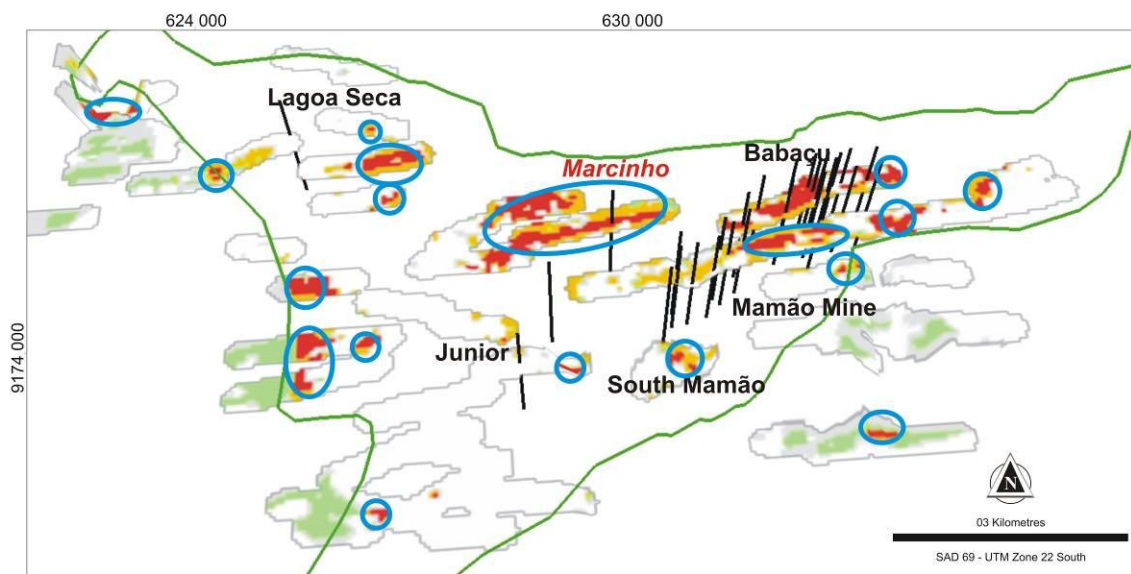 624 000
630 000
Lagoa Seca
Marcinho
Babaçu
Mamão Mine
9174 000
Junior
South Mamão
N
03 Kilometres
SAD 69 - UTM Zone 22 South